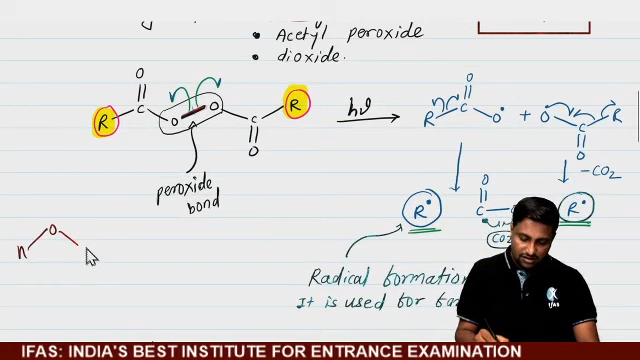 • Acetyl peroxide
• dioxide.
O
O
R C O O C R
O
hν
O
R C O•
+
•O C R
O
peroxide
bond
-CO2
R•
O
C
CO2
R•
n O
Radical formation
It is used for
IFAS
IFAS: INDIA'S BEST INSTITUTE FOR ENTRANCE EXAMINATION